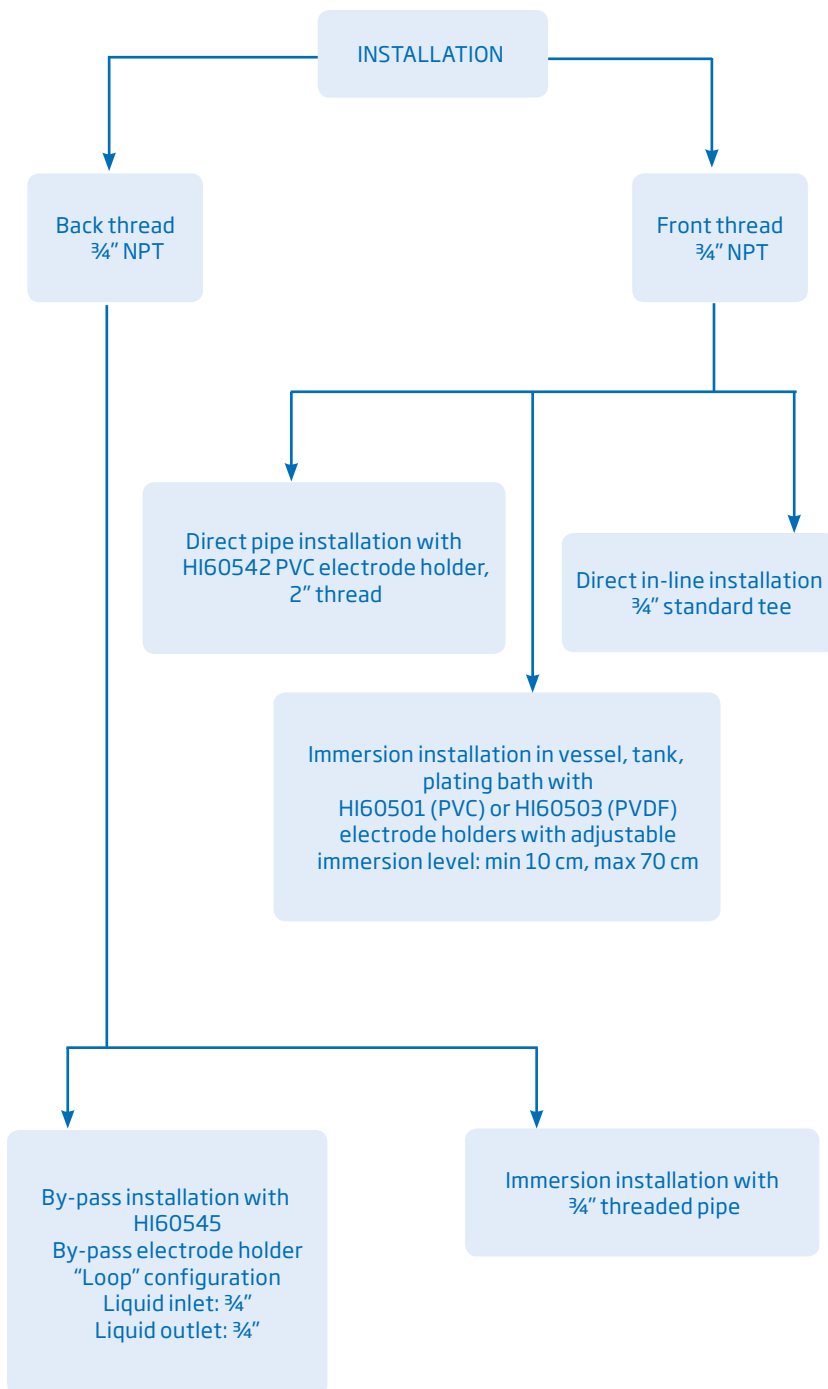 INSTALLATION
Back thread
¾” NPT
Front thread
¾” NPT
Direct pipe installation with
HI60542 PVC electrode holder,
2” thread
Direct in-line installation
¾” standard tee
Immersion installation in vessel, tank,
plating bath with
HI60501 (PVC) or HI60503 (PVDF)
electrode holders with adjustable
immersion level: min 10 cm, max 70 cm
By-pass installation with
HI60545
By-pass electrode holder
“Loop” configuration
Liquid inlet: ¾”
Liquid outlet: ¾”
Immersion installation with
¾” threaded pipe